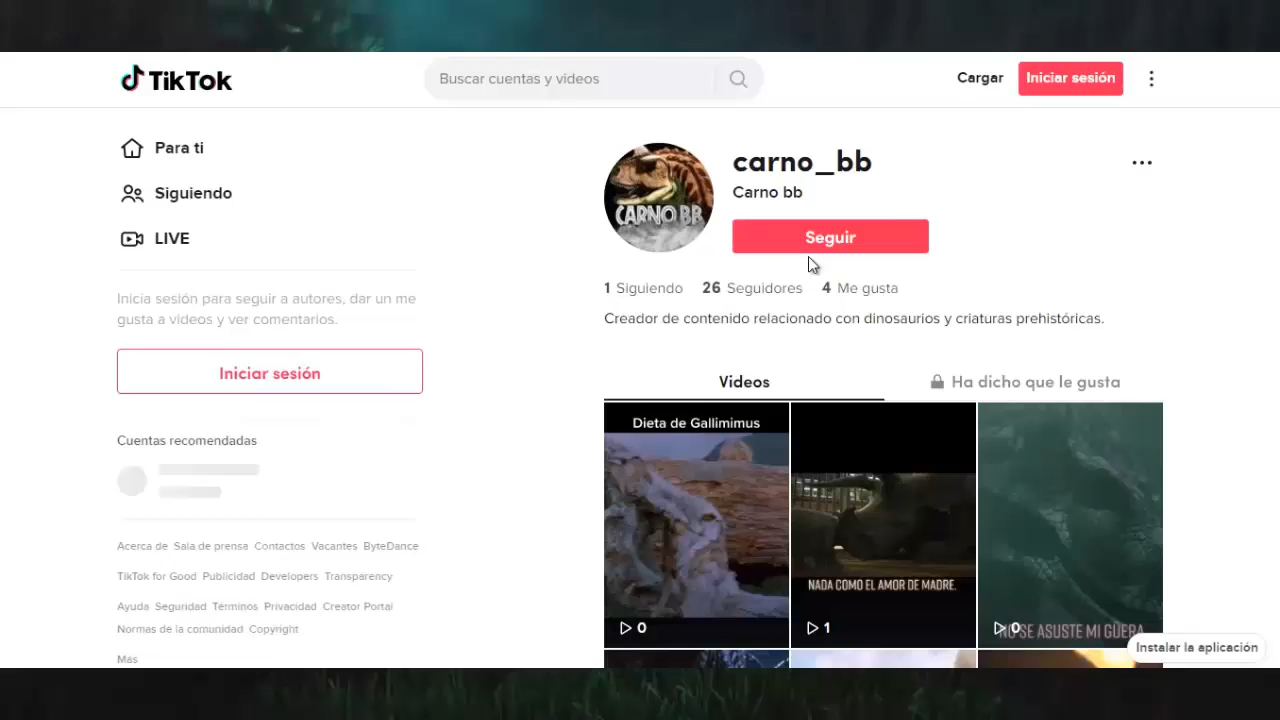 TikTok
Buscar cuentas y videos
Cargar
Iniciar sesión
Para ti
Siguiendo
LIVE
Inicia sesión para seguir a autores, dar un me
gusta a videos y ver comentarios.
Iniciar sesión
Cuentas recomendadas
Acerca de Sala de prensa Contactos Vacantes ByteDance
TikTok for Good Publicidad Developers Transparency
Ayuda Seguridad Términos Privacidad Creator Portal
Normas de la comunidad Copyright
Más
CARNO BB
carno_bb
Carno bb
Seguir
1 Siguiendo 26 Seguidores 4 Me gusta
Creador de contenido relacionado con dinosaurios y criaturas prehistóricas.
Videos
Ha dicho que le gusta
Dieta de Gallimimus
0
NADA COMO EL AMOR DE MADRE.
1
NO SE ASUSTE MI GÜERA
0
Instalar la aplicación